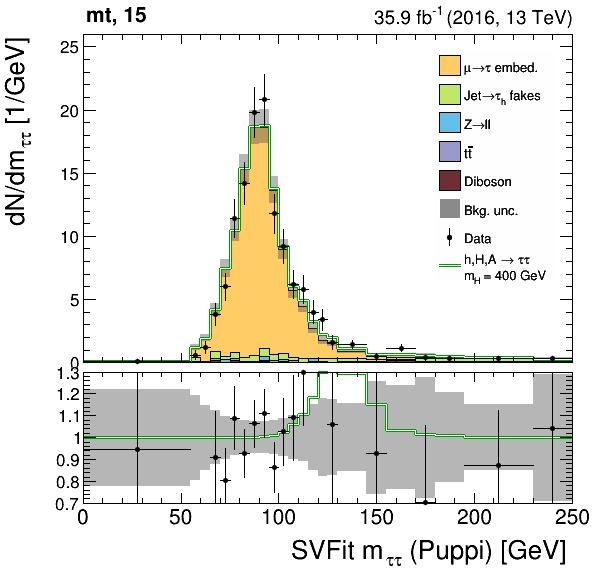 mt, 15
35.9 fb⁻¹ (2016, 13 TeV)
dN/dm_ττ [1/GeV]
25
20
15
10
5
0
μ→τ embed.
Jet→τ_h fakes
Z→ll
tt̅
Diboson
Bkg. unc.
Data
h,H,A → ττ
m_H = 400 GeV
1.3
1.2
1.1
1
0.9
0.8
0.7
0 50 100 150 200 250
SVFit m_ττ (Puppi) [GeV]